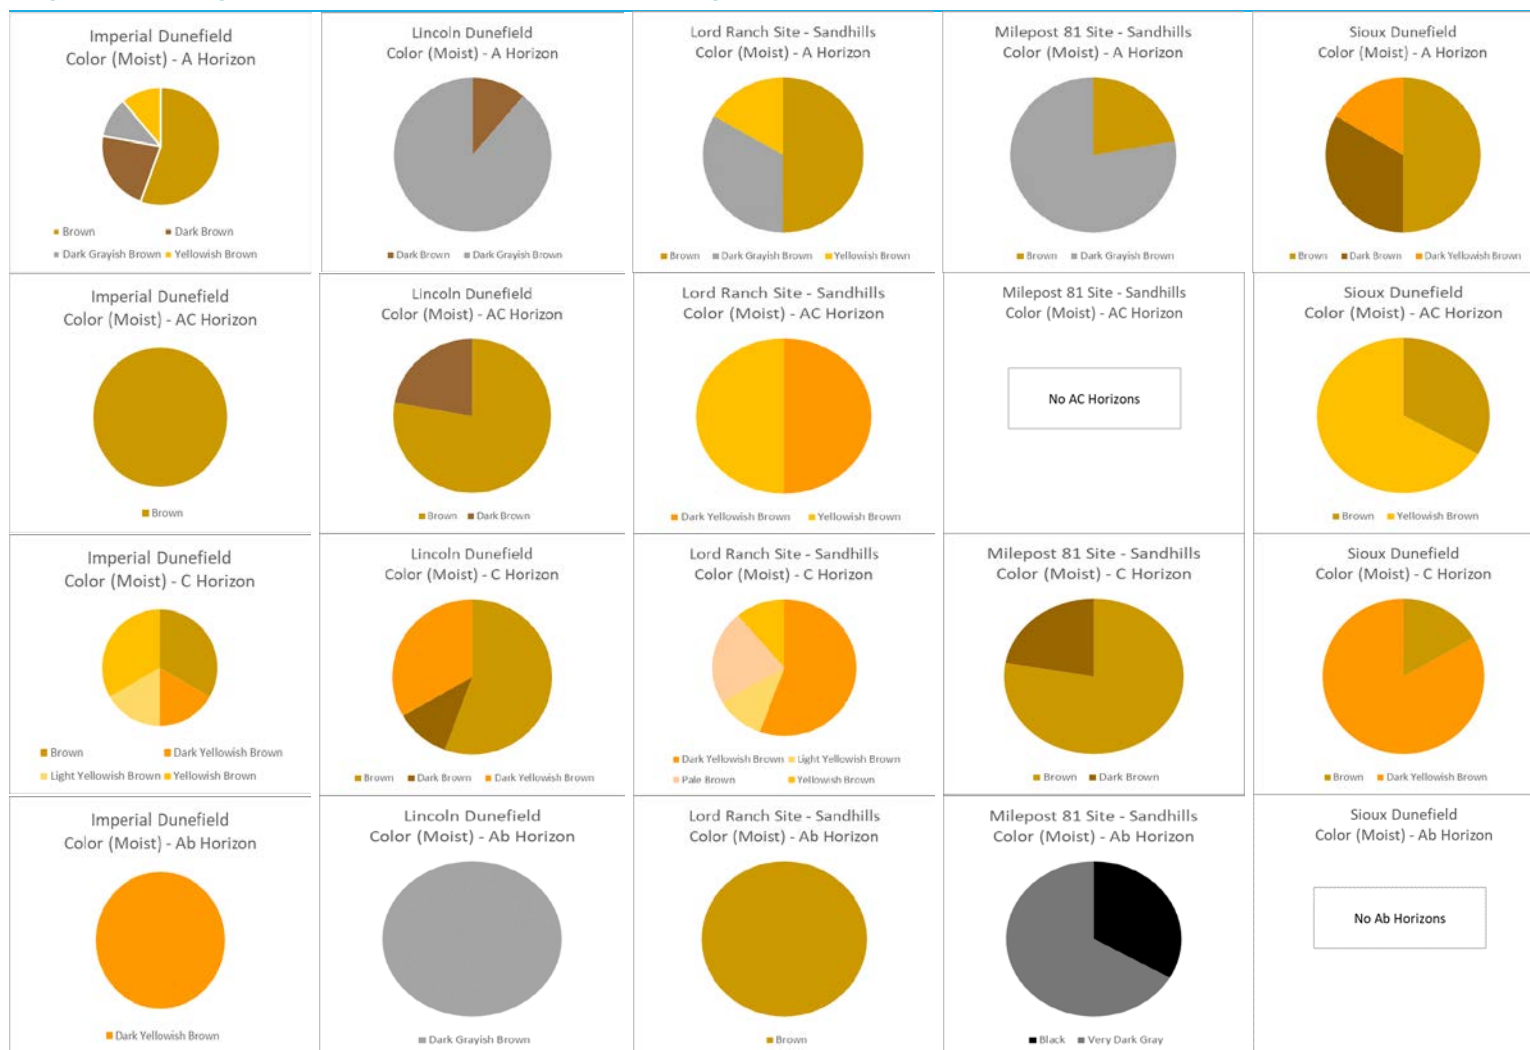 Imperial Dunefield
Color (Moist) - A Horizon
Brown
Dark Brown
Dark Grayish Brown
Yellowish Brown
Lincoln Dunefield
Color (Moist) - A Horizon
Dark Brown
Dark Grayish Brown
Lord Ranch Site - Sandhills
Color (Moist) - A Horizon
Brown
Dark Grayish Brown
Yellowish Brown
Milepost 81 Site - Sandhills
Color (Moist) - A Horizon
Brown
Dark Grayish Brown
Sioux Dunefield
Color (Moist) - A Horizon
Brown
Dark Brown
Dark Yellowish Brown
Imperial Dunefield
Color (Moist) - AC Horizon
Brown
Lincoln Dunefield
Color (Moist) - AC Horizon
Brown
Dark Brown
Lord Ranch Site - Sandhills
Color (Moist) - AC Horizon
Dark Yellowish Brown
Yellowish Brown
Milepost 81 Site - Sandhills
Color (Moist) - AC Horizon
No AC Horizons
Sioux Dunefield
Color (Moist) - AC Horizon
Brown
Yellowish Brown
Imperial Dunefield
Color (Moist) - C Horizon
Brown
Dark Yellowish Brown
Light Yellowish Brown
Yellowish Brown
Lincoln Dunefield
Color (Moist) - C Horizon
Brown
Dark Brown
Dark Yellowish Brown
Lord Ranch Site - Sandhills
Color (Moist) - C Horizon
Dark Yellowish Brown
Light Yellowish Brown
Pale Brown
Yellowish Brown
Milepost 81 Site - Sandhills
Color (Moist) - C Horizon
Brown
Dark Brown
Sioux Dunefield
Color (Moist) - C Horizon
Brown
Dark Yellowish Brown
Imperial Dunefield
Color (Moist) - Ab Horizon
Dark Yellowish Brown
Lincoln Dunefield
Color (Moist) - Ab Horizon
Dark Grayish Brown
Lord Ranch Site - Sandhills
Color (Moist) - Ab Horizon
Brown
Milepost 81 Site - Sandhills
Color (Moist) - Ab Horizon
Black
Very Dark Gray
Sioux Dunefield
Color (Moist) - Ab Horizon
No Ab Horizons